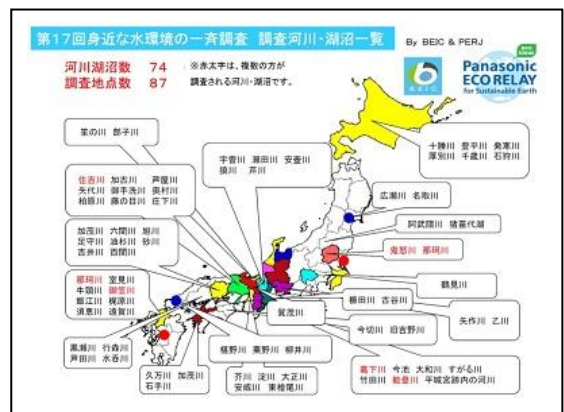 第17回身近な水環境の一斉調査 調査河川・湖沼一覧
By BEIC & PERJ
河川湖沼数 74
調査地点数 87
※赤太字は、複数の方が
調査される河川・湖沼です。
BEIC
Panasonic
ECO RELAY
for Sustainable Earth
笙の川 郎子川
住吉川 加古川 芦屋川
矢代川 御手洗川 奥村川
柏原川 藤の目川 庄下川
宇曽川 瀬田川 安壷川
狼川 芹川
十勝川 登平川 発寒川
厚別川 千歳川 石狩川
広瀬川 名取川
阿武隈川 猪苗代湖
鬼怒川 那珂川
加茂川 六間川 旭川
足守川 油杉川 砂川
吉井川 百間川
那珂川 室見川
牛頸川 御笠川
飯江川 梶原川
須恵川 遠賀川
鶴見川
櫛田川 古谷川
矢作川 乙川
賀茂川
今切川 旧吉野川
黒瀬川 行森川
戸田川 水呑川
久万川 加茂川
石手川
椹野川 粟野川 柳井川
芥川 淀川 大正川
安威川 東檜尾川
葛下川 今池 大和川 すがる川
竹田川 能登川 平城宮跡内の河川